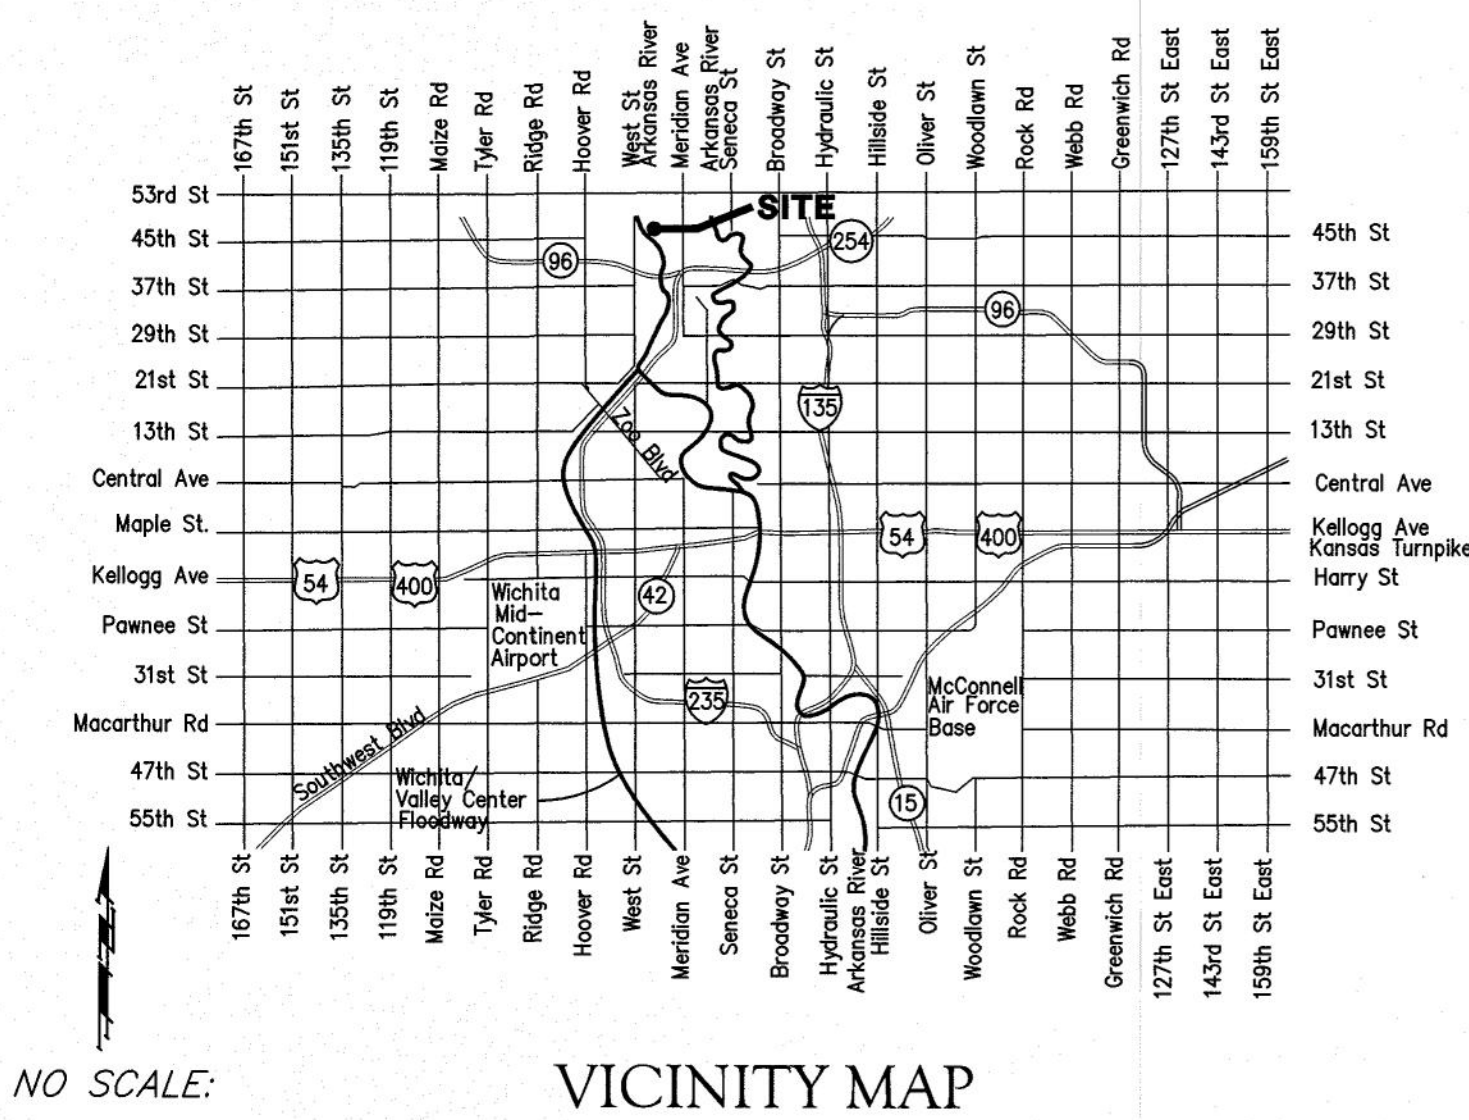 167th St
151st St
135th St
119th St
Maize Rd
Tyler Rd
Ridge Rd
Hoover Rd
West St
Arkansas River
Meridian Ave
Arkansas River
Seneca St
Broadway St
Hydraulic St
Hillside St
Oliver St
Woodlawn St
Rock Rd
Webb Rd
Greenwich Rd
127th St East
143rd St East
159th St East
53rd St
SITE
45th St
96
254
45th St
37th St
37th St
96
29th St
29th St
21st St
21st St
135
13th St
Zoo Blvd
13th St
Central Ave
Central Ave
Maple St.
54
400
Kellogg Ave
Kansas Turnpike
Kellogg Ave
54
400
Harry St
Wichita
Mid-
Continent
Airport
42
Pawnee St
Pawnee St
31st St
31st St
235
McConnell
Air Force
Base
Macarthur Rd
Macarthur Rd
Southwest Blvd
47th St
47th St
Wichita/
Valley Center
Floodway
15
55th St
55th St
167th St
151st St
135th St
119th St
Maize Rd
Tyler Rd
Ridge Rd
Hoover Rd
West St
Meridian Ave
Seneca St
Broadway St
Hydraulic St
Arkansas River
Hillside St
Oliver St
Woodlawn St
Rock Rd
Webb Rd
Greenwich Rd
127th St East
143rd St East
159th St East
NO SCALE:
VICINITY MAP